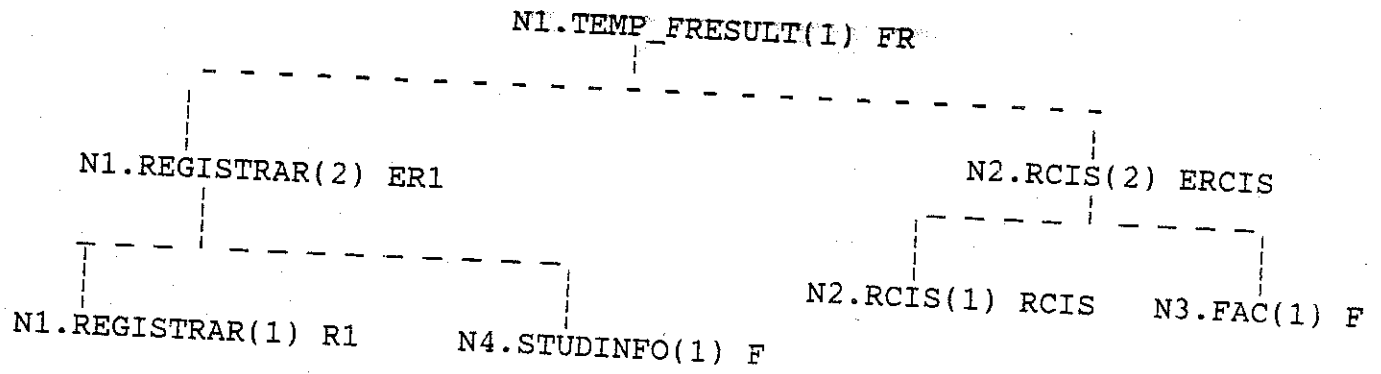 N1.TEMP_FRESULT(1) FR
N1.REGISTRAR(2) ER1
N2.RCIS(2) ERCIS
N2.RCIS(1) RCIS
N3.FAC(1) F
N1.REGISTRAR(1) R1
N4.STUDINFO(1) F